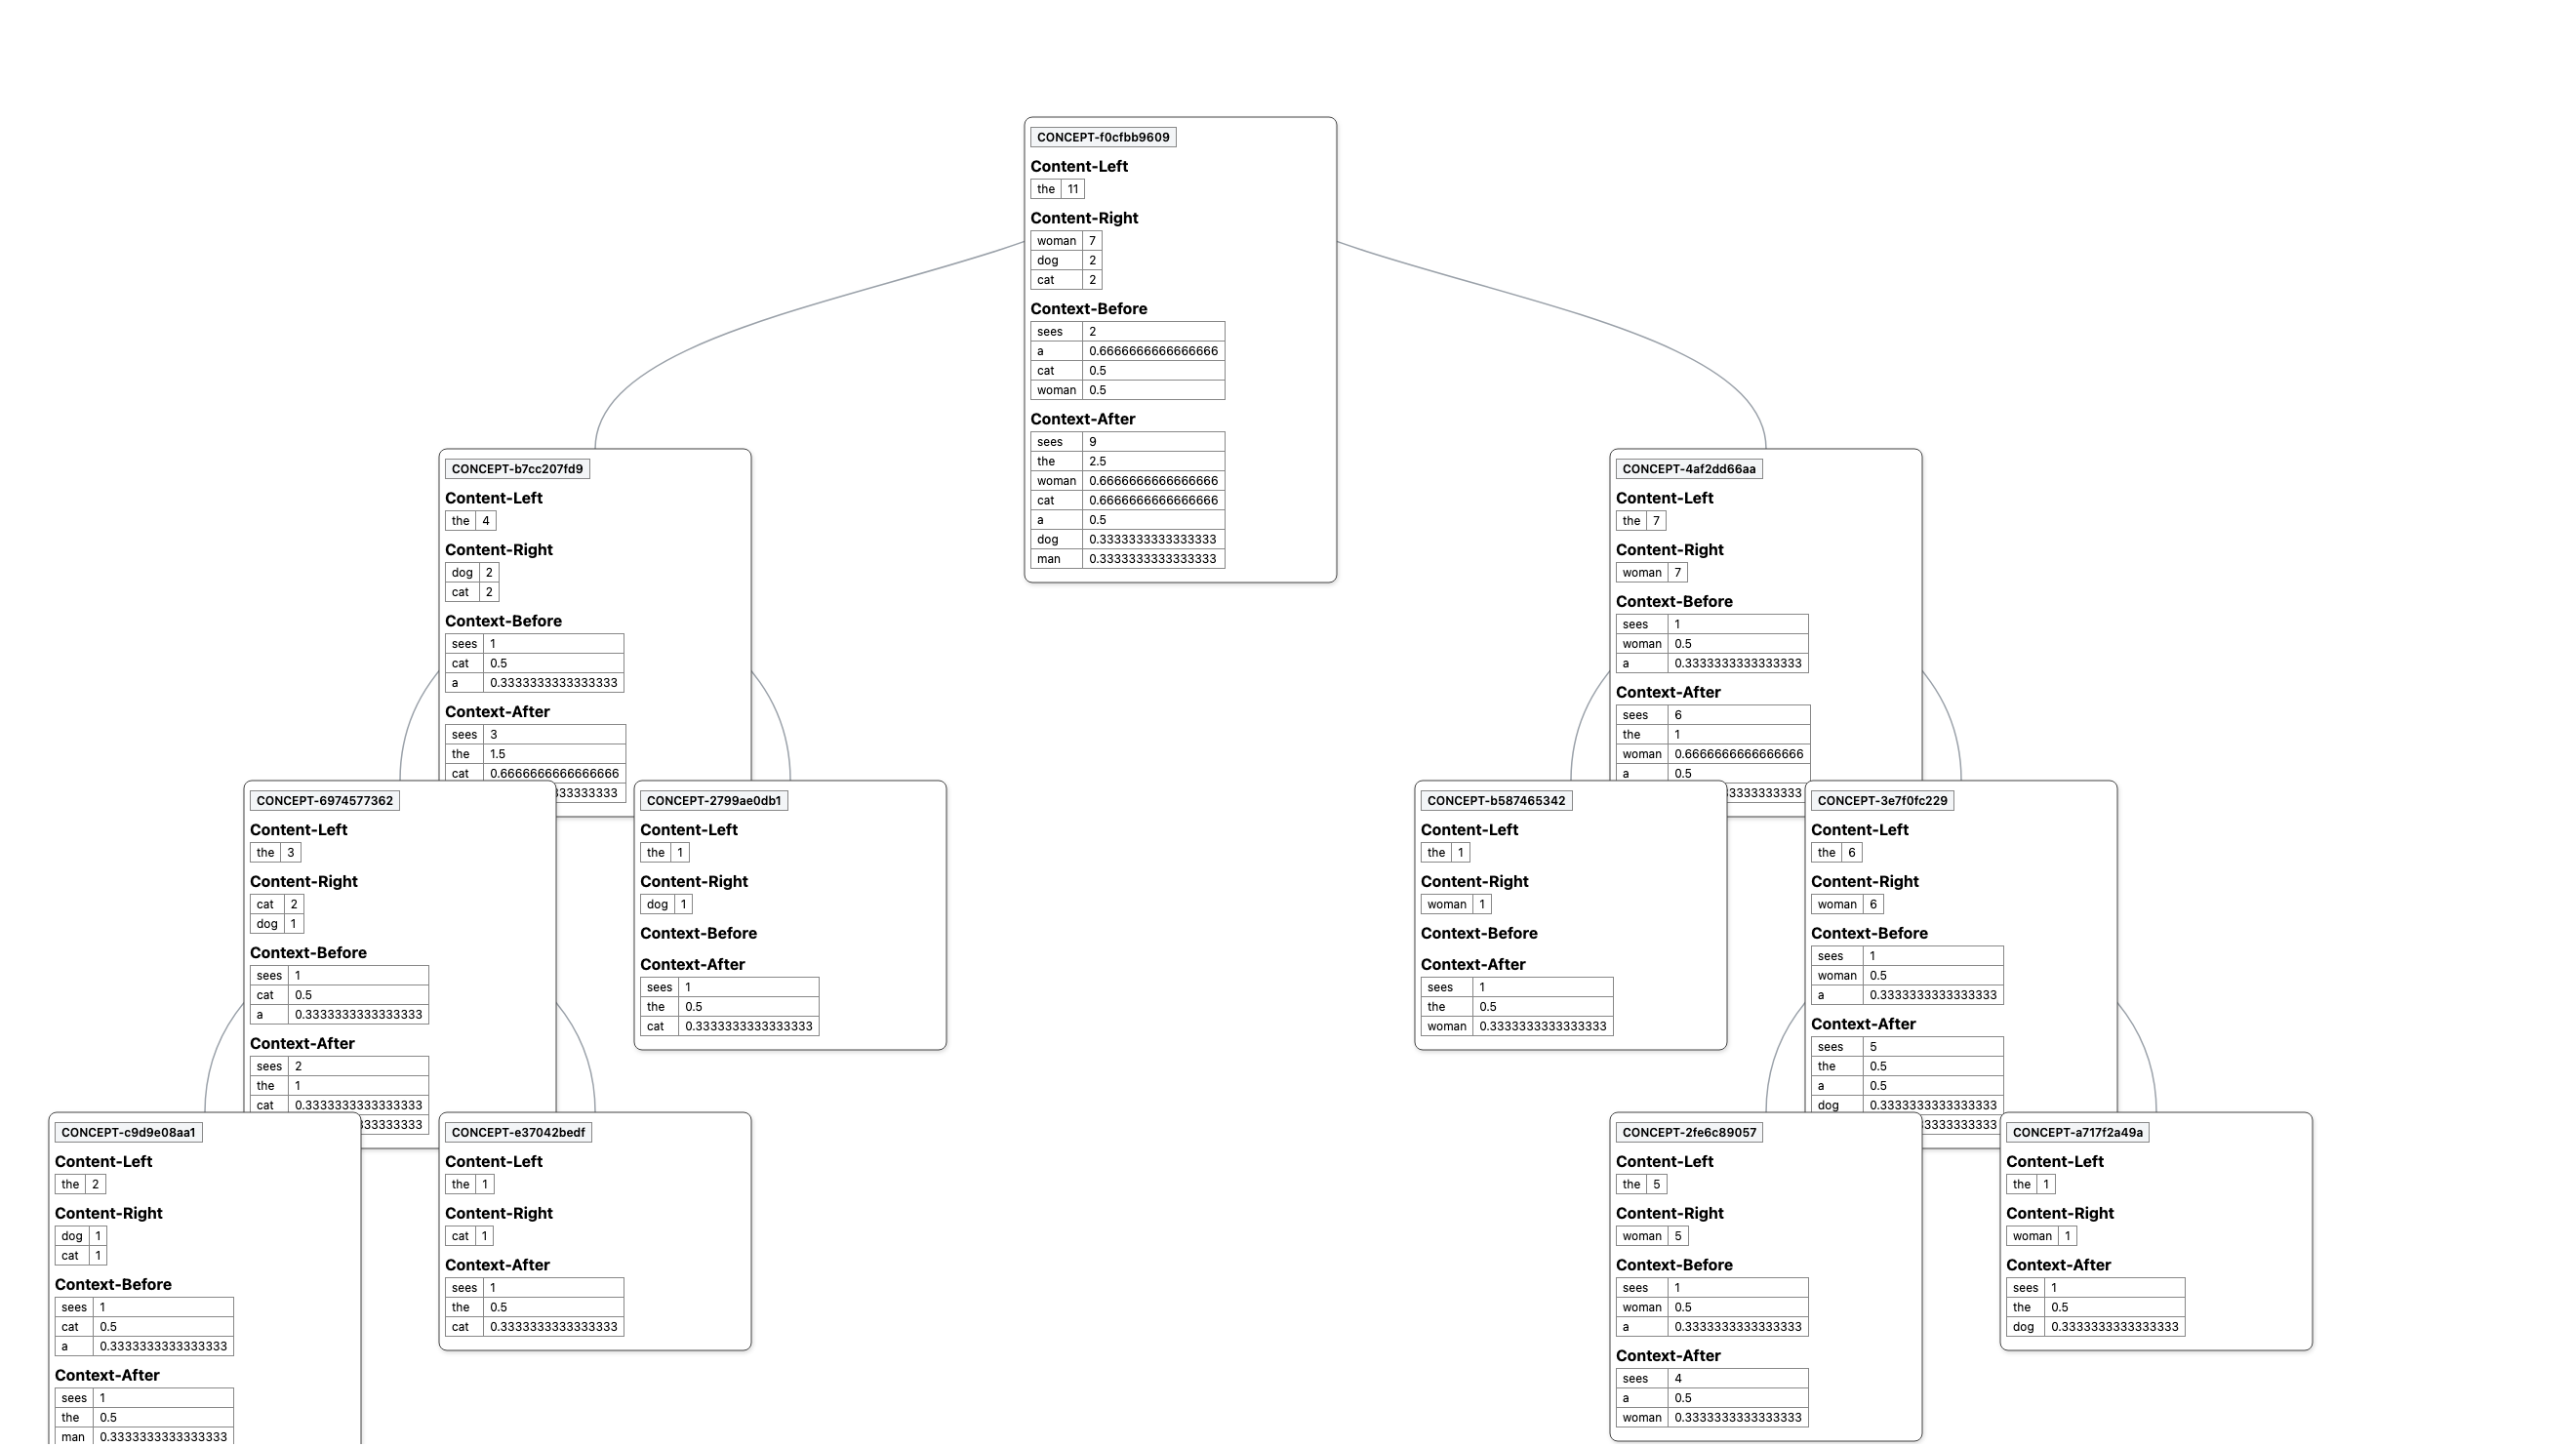 CONCEPT-f0cfbb9609
Content-Left
the 11
Content-Right
woman 7
dog 2
cat 2
Context-Before
sees 2
a 0.6666666666666666
cat 0.5
woman 0.5
Context-After
sees 9
the 2.5
woman 0.6666666666666666
cat 0.6666666666666666
a 0.5
dog 0.3333333333333333
man 0.3333333333333333
CONCEPT-b7cc207fd9
Content-Left
the 4
Content-Right
dog 2
cat 2
Context-Before
sees 1
cat 0.5
a 0.3333333333333333
Context-After
sees 3
the 1.5
cat 0.6666666666666666
33333333
CONCEPT-4af2dd66aa
Content-Left
the 7
Content-Right
woman 7
Context-Before
sees 1
woman 0.5
a 0.3333333333333333
Context-After
sees 6
the 1
woman 0.6666666666666666
a 0.5
3333333333
CONCEPT-6974577362
Content-Left
the 3
Content-Right
cat 2
dog 1
Context-Before
sees 1
cat 0.5
a 0.3333333333333333
Context-After
sees 2
the 1
cat 0.3333333333333333
33333333
CONCEPT-2799ae0db1
Content-Left
the 1
Content-Right
dog 1
Context-Before
Context-After
sees 1
the 0.5
cat 0.3333333333333333
CONCEPT-b587465342
Content-Left
the 1
Content-Right
woman 1
Context-Before
Context-After
sees 1
the 0.5
woman 0.3333333333333333
CONCEPT-3e7f0fc229
Content-Left
the 6
Content-Right
woman 6
Context-Before
sees 1
woman 0.5
a 0.3333333333333333
Context-After
sees 5
the 0.5
a 0.5
dog 0.3333333333333333
3333333333
CONCEPT-c9d9e08aa1
Content-Left
the 2
Content-Right
dog 1
cat 1
Context-Before
sees 1
cat 0.5
a 0.3333333333333333
Context-After
sees 1
the 0.5
man 0.3333333333333333
CONCEPT-e37042bedf
Content-Left
the 1
Content-Right
cat 1
Context-After
sees 1
the 0.5
cat 0.3333333333333333
CONCEPT-2fe6c89057
Content-Left
the 5
Content-Right
woman 5
Context-Before
sees 1
woman 0.5
a 0.3333333333333333
Context-After
sees 4
a 0.5
woman 0.3333333333333333
CONCEPT-a717f2a49a
Content-Left
the 1
Content-Right
woman 1
Context-After
sees 1
the 0.5
dog 0.3333333333333333